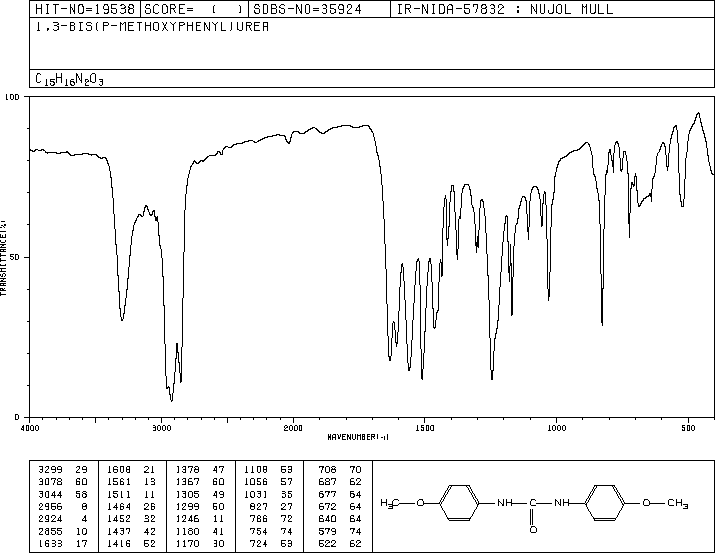 HIT-NO=19538 SCORE= ( ) SDBS-NO=35924 IR-NIDA-57832 : NUJOL MULL
1,3-BIS(P-METHOXYPHENYL)UREA
C15H16N2O3
100
50
0
TRANSMITTANCE(%)
4000 3000 2000 1500 1000 500
WAVENUMBER(-1)
3299 29 1608 21 1378 47 1108 53 708 70
3078 60 1561 13 1367 60 1056 57 687 62
3044 58 1511 11 1305 49 1031 35 677 64
2956 8 1464 26 1299 50 827 27 672 64
2924 4 1452 32 1246 11 786 72 640 64
2855 10 1437 42 1180 41 754 74 579 74
1633 17 1416 52 1170 30 724 53 522 62
H3C O NH C NH O CH3
O